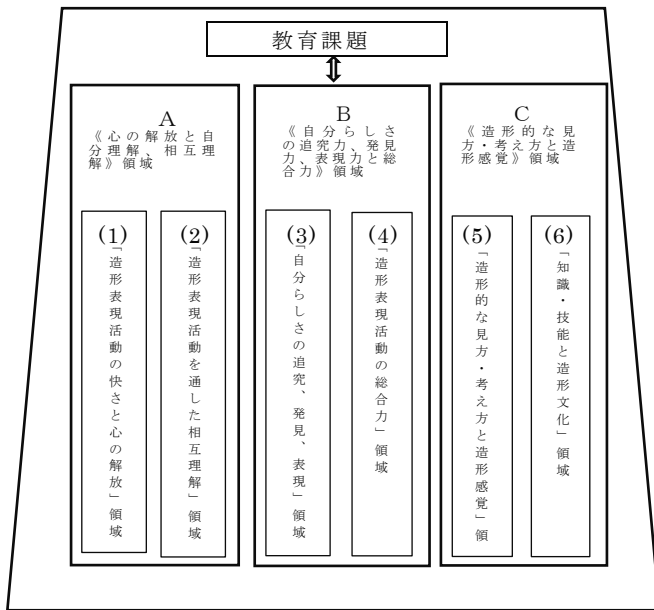 教育課題
A
《心の解放と自
分理解、相互理
解》領域
(1)
「造形表現活動の快さと心の解放」領域
(2)
「造形表現活動を通した相互理解」領域
B
《自分らしさ
の追究力、発見
力、表現力と総
合力》領域
(3)
「自分らしさの追究、発見、表現」領域
(4)
「造形表現活動の総合力」領域
C
《造形的な見
方・考え方と造
形感覚》領域
(5)
「造形的な見方・考え方と造形感覚」領
(6)
「知識・技能と造形文化」領域